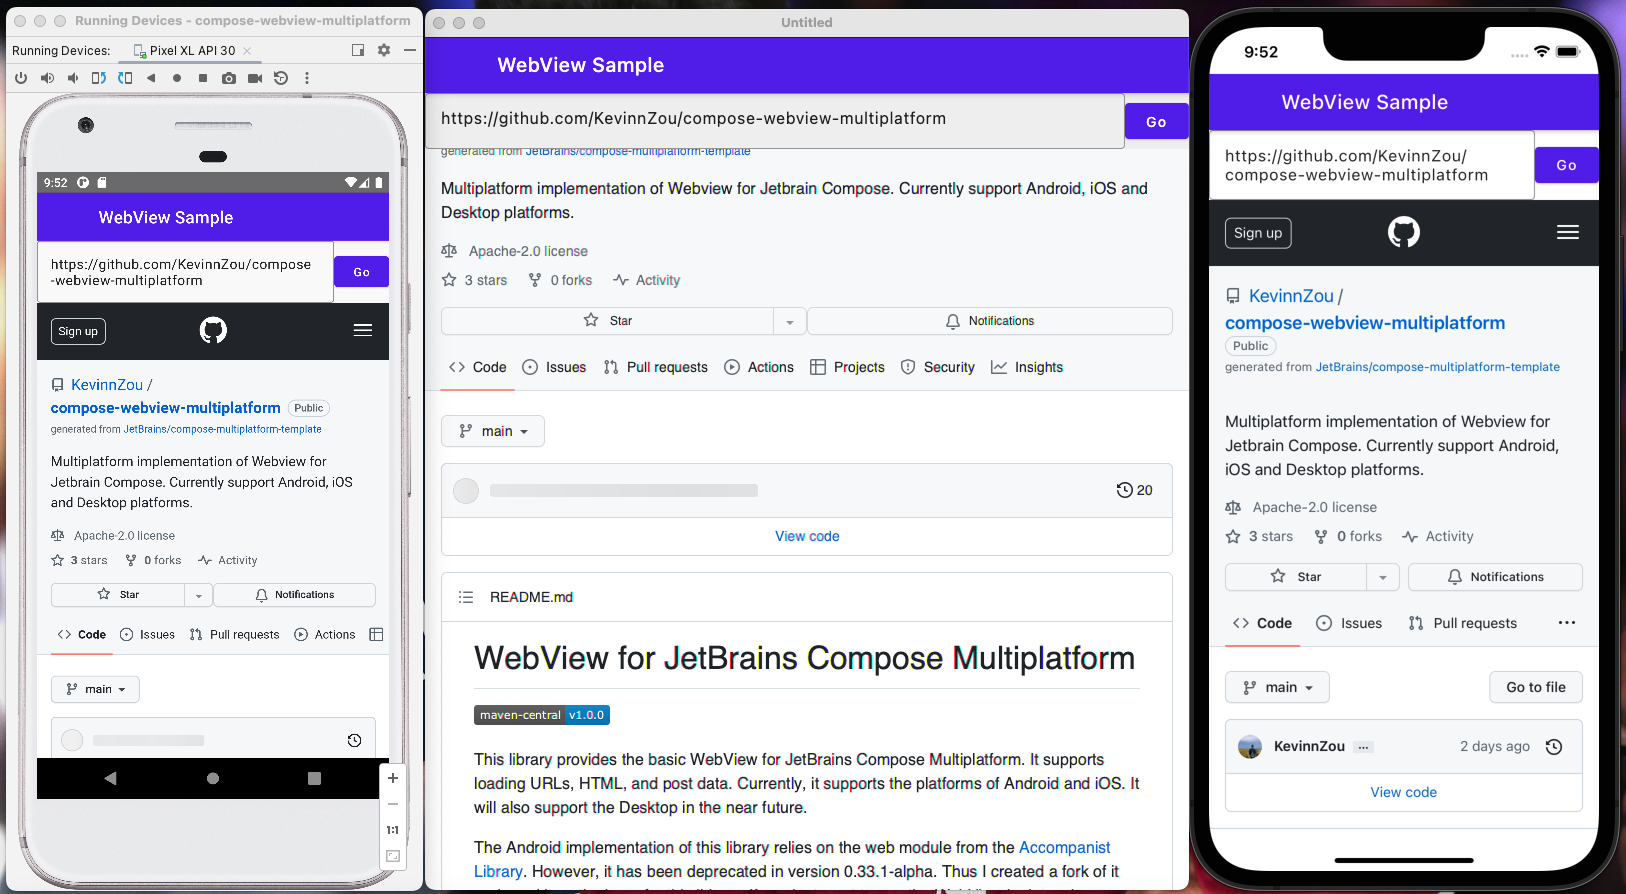 Running Devices - compose-webview-multiplatform
Running Devices:
Pixel XL API 30
9:52
WebView Sample
https://github.com/KevinnZou/compose
-webview-multiplatform
Go
Sign up
KevinnZou /
compose-webview-multiplatform Public
generated from JetBrains/compose-multiplatform-template
Multiplatform implementation of Webview for
Jetbrain Compose. Currently support Android, iOS
and Desktop platforms.
Apache-2.0 license
3 stars 0 forks Activity
Star Notifications
Code Issues Pull requests Actions
main
1:1
Untitled
WebView Sample
https://github.com/KevinnZou/compose-webview-multiplatform
Go
generated from JetBrains/compose-multiplatform-template
Multiplatform implementation of Webview for Jetbrain Compose. Currently support Android, iOS and
Desktop platforms.
Apache-2.0 license
3 stars 0 forks Activity
Star Notifications
Code Issues Pull requests Actions Projects Security Insights
main
20
View code
README.md
WebView for JetBrains Compose Multiplatform
maven-central v1.0.0
This library provides the basic WebView for JetBrains Compose Multiplatform. It supports
loading URLs, HTML, and post data. Currently, it supports the platforms of Android and iOS. It
will also support the Desktop in the near future.
The Android implementation of this library relies on the web module from the Accompanist
Library. However, it has been deprecated in version 0.33.1-alpha. Thus I created a fork of it
9:52
WebView Sample
https://github.com/KevinnZou/
compose-webview-multiplatform
Go
Sign up
KevinnZou /
compose-webview-multiplatform
Public
generated from JetBrains/compose-multiplatform-template
Multiplatform implementation of Webview for
Jetbrain Compose. Currently support Android,
iOS and Desktop platforms.
Apache-2.0 license
3 stars 0 forks Activity
Star Notifications
Code Issues Pull requests ...
main Go to file
KevinnZou ... 2 days ago
View code